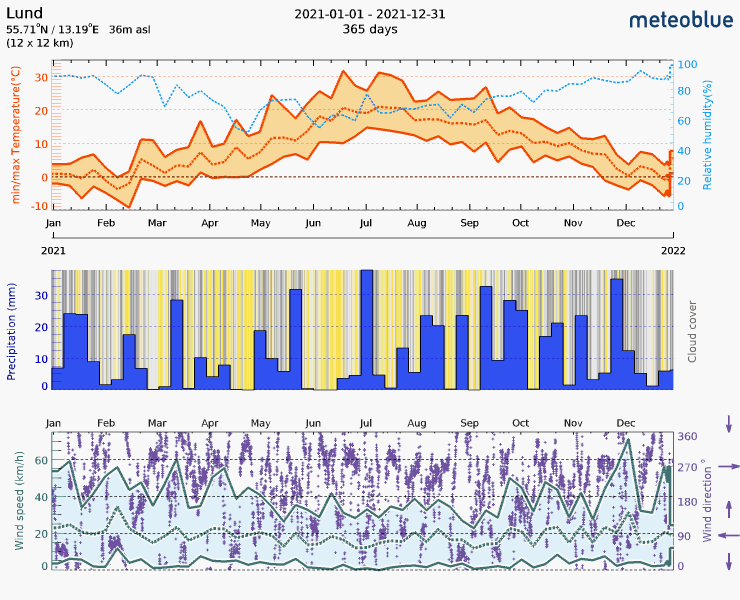 Lund
2021-01-01 - 2021-12-31
meteoblue
55.71°N / 13.19°E 36m asl
365 days
(12 x 12 km)
min/max Temperature(°C)
30
20
10
0
-10
100
80
60
40
20
0
Relative humidity(%)
Jan Feb Mar Apr May Jun Jul Aug Sep Oct Nov Dec
2021 2022
Precipitation (mm)
30
20
10
0
Cloud cover
Jan Feb Mar Apr May Jun Jul Aug Sep Oct Nov Dec
Wind speed (km/h)
60
40
20
0
360
270
180
90
0
Wind direction °